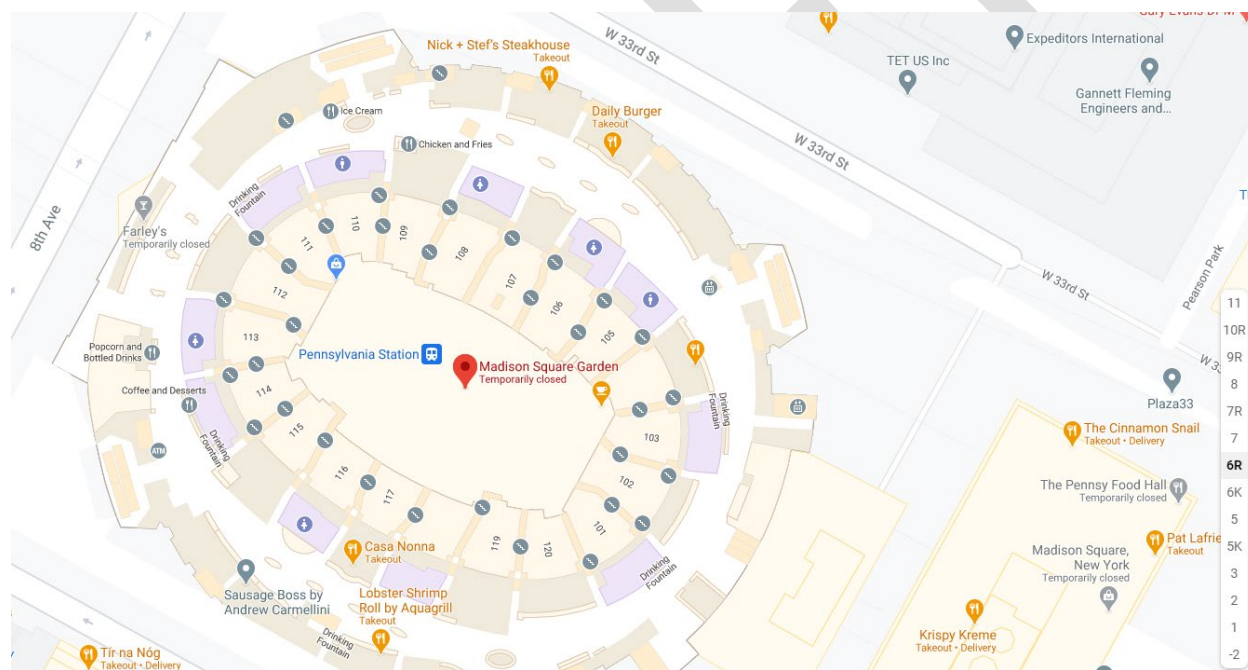 Gary Evans DPM
W 33rd St
Expeditors International
TET US Inc
Gannett Fleming
Engineers and...
Nick + Stef's Steakhouse
Takeout
Daily Burger
Takeout
Ice Cream
Chicken and Fries
W 33rd St
8th Ave
Drinking
Fountain
Farley's
Temporarily closed
111
110
109
108
107
106
105
112
113
114
115
116
117
119
120
101
102
103
W 33rd St
Pearson Park
Popcorn and
Bottled Drinks
Coffee and Desserts
Drinking
Fountain
ATM
Pennsylvania Station
Madison Square Garden
Temporarily closed
Drinking
Fountain
Plaza33
The Cinnamon Snail
Takeout • Delivery
The Pennsy Food Hall
Temporarily closed
Pat Lafrie
Takeout
Madison Square,
New York
Temporarily closed
Krispy Kreme
Takeout • Delivery
Casa Nonna
Takeout
Lobster Shrimp
Roll by Aquagrill
Takeout
Sausage Boss by
Andrew Carmellini
Drinking
Fountain
Drinking
Fountain
Tír na Nóg
Takeout • Delivery
11
10R
9R
8
7R
7
6R
6K
5
5K
3
2
1
-2